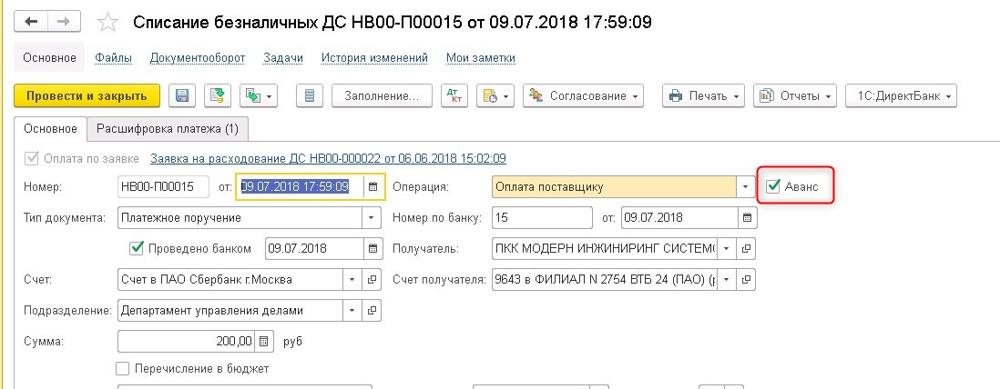 Списание безналичных ДС НВ00-П00015 от 09.07.2018 17:59:09
Основное Файлы Документооборот Задачи История изменений Мои заметки
Провести и закрыть Заполнение... Дт Кт Согласование Печать Отчеты 1С:ДиректБанк
Основное Расшифровка платежа (1)
Оплата по заявке Заявка на расходование ДС НВ00-000022 от 06.06.2018 15:02:09
Номер: НВ00-П00015 от: 09.07.2018 17:59:09 Операция: Оплата поставщику Аванс
Тип документа: Платежное поручение Номер по банку: 15 от: 09.07.2018
Проведено банком 09.07.2018 Получатель: ПКК МОДЕРН ИНЖИНИРИНГ СИСТЕМС
Счет: Счет в ПАО Сбербанк г.Москва Счет получателя: 9643 в ФИЛИАЛ N 2754 ВТБ 24 (ПАО) (р
Подразделение: Департамент управления делами
Сумма: 200,00 руб
Перечисление в бюджет